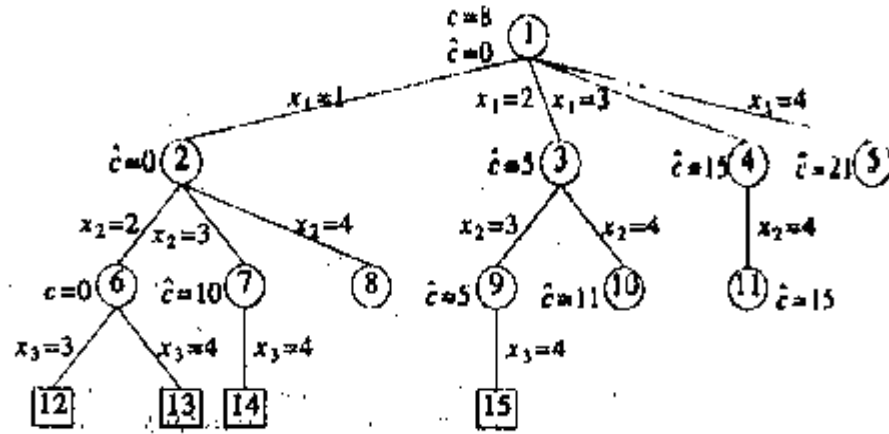 c=8
ĉ=0
1
x₁=1
x₁=2
x₁=3
x₁=4
ĉ=0
2
ĉ=5
3
ĉ=15
4
ĉ=21
5
x₂=2
x₂=3
x₂=4
x₂=3
x₂=4
x₂=4
c=0
6
ĉ=10
7
8
ĉ=5
9
ĉ=11
10
11
ĉ=15
x₃=3
x₃=4
x₃=4
x₃=4
12
13
14
15